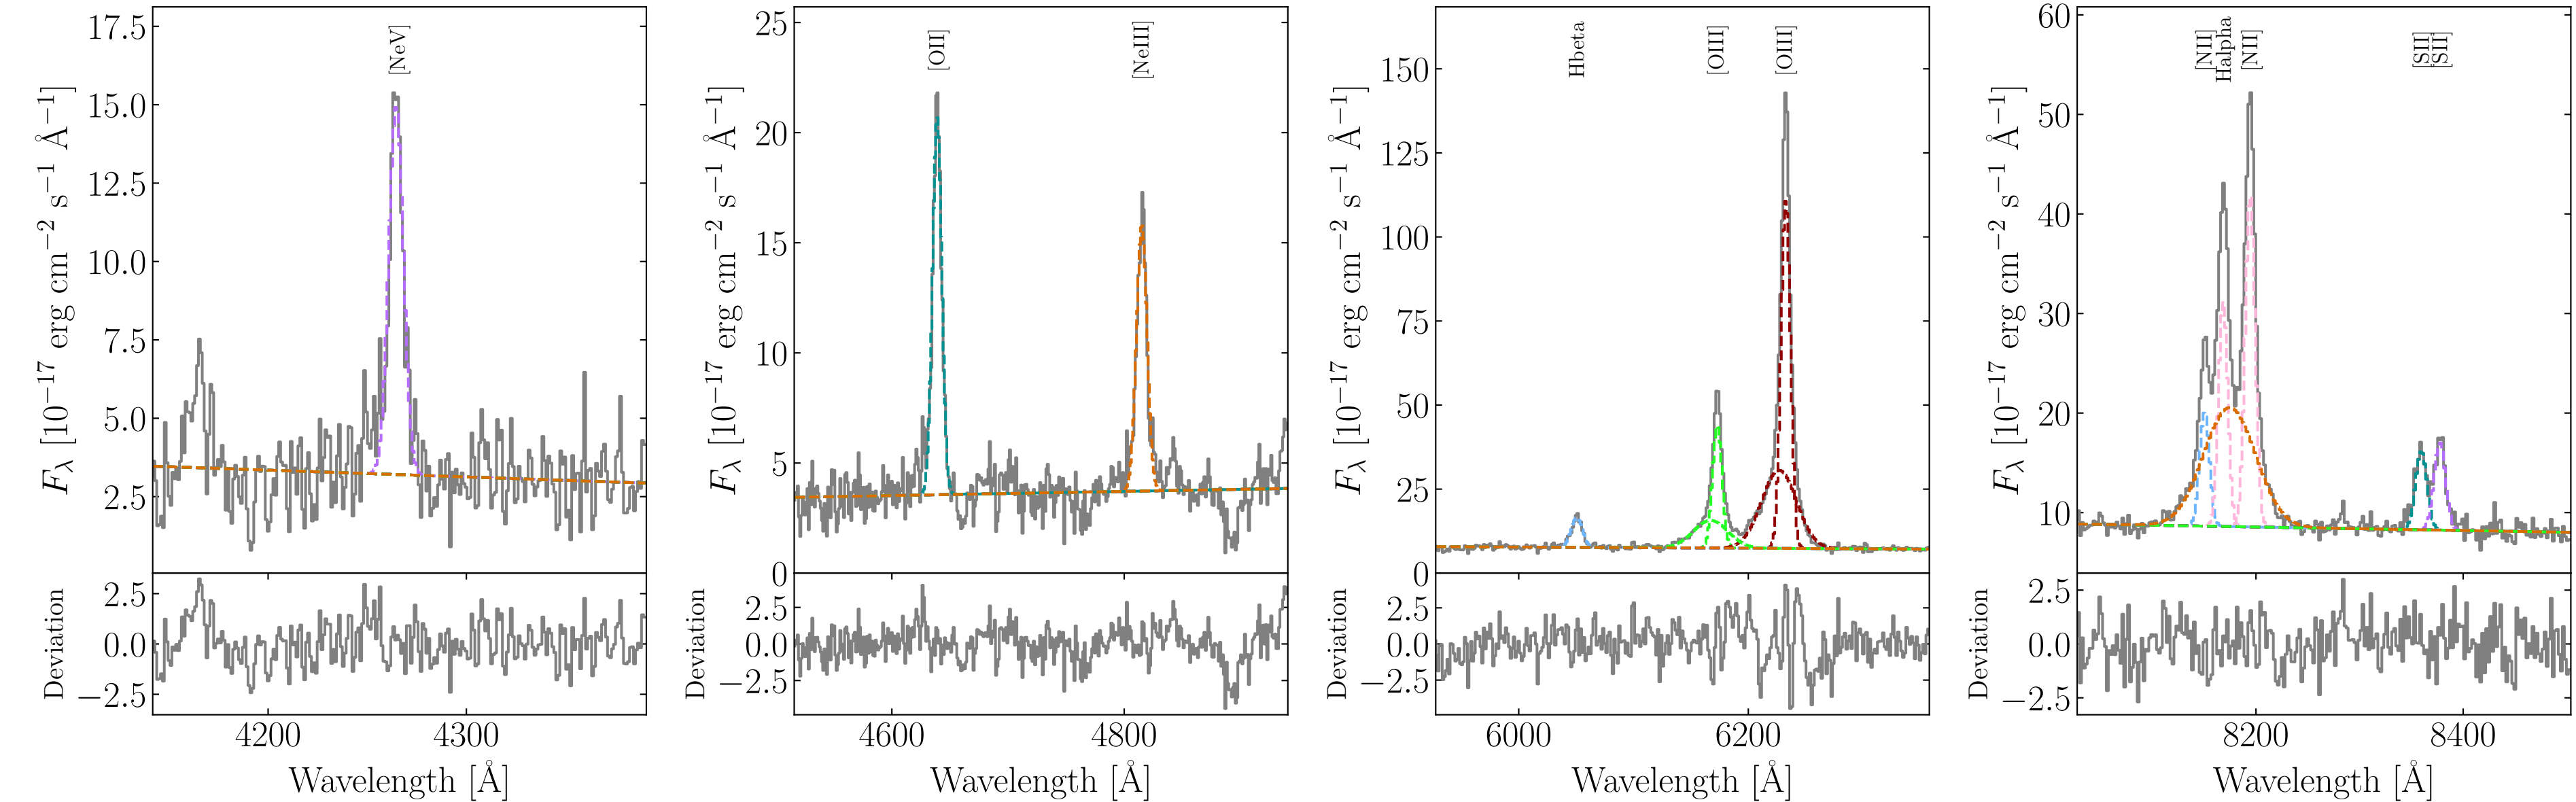 17.5
15.0
12.5
10.0
7.5
5.0
2.5
F_λ [10^−17 erg cm^−2 s^−1 Å^−1]
[NeV]
2.5
0.0
−2.5
Deviation
4200 4300
Wavelength [Å]
25
20
15
10
5
0
F_λ [10^−17 erg cm^−2 s^−1 Å^−1]
[OII] [NeIII]
2.5
0.0
−2.5
Deviation
4600 4800
Wavelength [Å]
150
125
100
75
50
25
0
F_λ [10^−17 erg cm^−2 s^−1 Å^−1]
Hbeta [OIII] [OIII]
2.5
0.0
−2.5
Deviation
6000 6200
Wavelength [Å]
60
50
40
30
20
10
F_λ [10^−17 erg cm^−2 s^−1 Å^−1]
[NII] Halpha [NII] [SII] [SII]
2.5
0.0
−2.5
Deviation
8200 8400
Wavelength [Å]